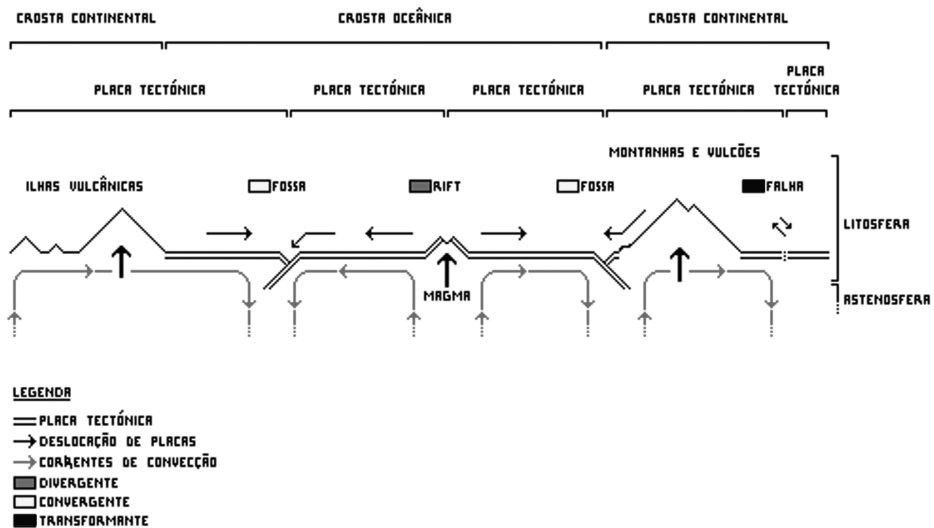 CROSTA CONTINENTAL
CROSTA OCEÂNICA
CROSTA CONTINENTAL
PLACA TECTÓNICA
PLACA TECTÓNICA
PLACA TECTÓNICA
PLACA TECTÓNICA
PLACA
TECTÓNICA
MONTANHAS E VULCÕES
ILHAS VULCÂNICAS
FOSSA
RIFT
FOSSA
FALHA
LITOSFERA
MAGMA
ASTENOSFERA
LEGENDA
PLACA TECTÓNICA
DESLOCAÇÃO DE PLACAS
CORRENTES DE CONVECÇÃO
DIVERGENTE
CONVERGENTE
TRANSFORMANTE